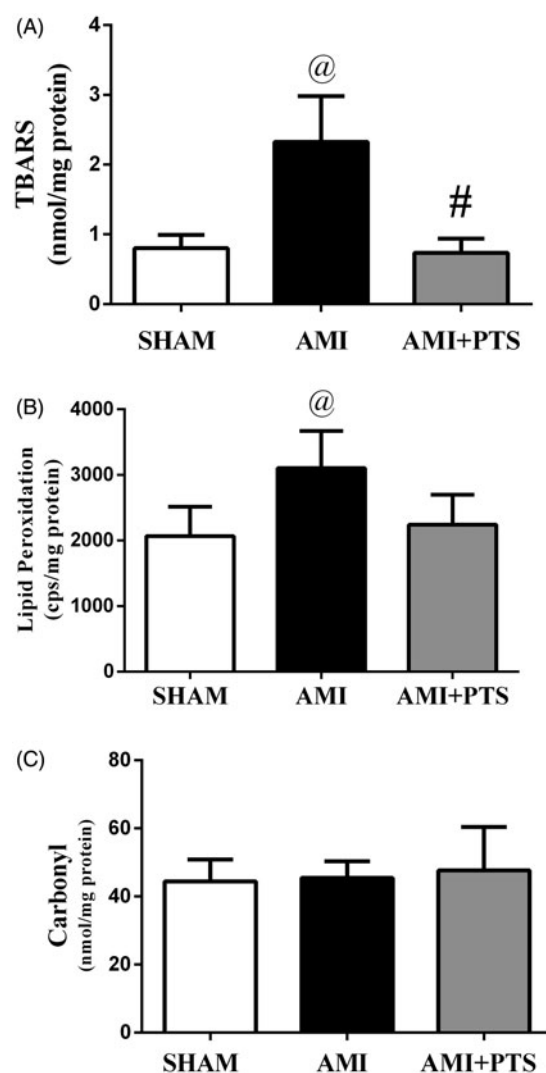 (A)
TBARS
(nmol/mg protein)
4
3
2
1
0
@
#
SHAM AMI AMI+PTS
(B)
Lipid Peroxidation
(cps/mg protein)
4000
3000
2000
1000
0
@
SHAM AMI AMI+PTS
(C)
Carbonyl
(nmol/mg protein)
80
60
40
20
0
SHAM AMI AMI+PTS